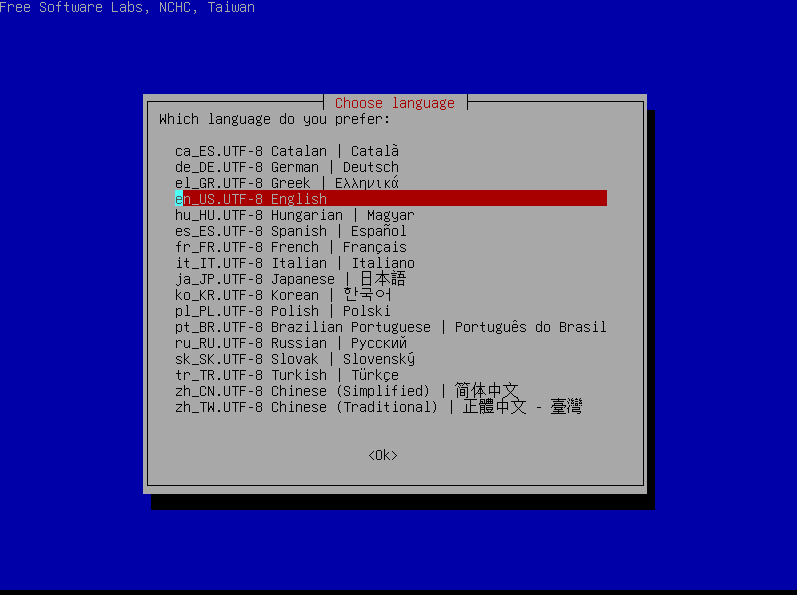 Free Software Labs, NCHC, Taiwan
Choose language
Which language do you prefer:
ca_ES.UTF-8 Catalan | Català
de_DE.UTF-8 German | Deutsch
el_GR.UTF-8 Greek | Ελληνικά
en_US.UTF-8 English
hu_HU.UTF-8 Hungarian | Magyar
es_ES.UTF-8 Spanish | Español
fr_FR.UTF-8 French | Français
it_IT.UTF-8 Italian | Italiano
ja_JP.UTF-8 Japanese | 日本語
ko_KR.UTF-8 Korean | 한국어
pl_PL.UTF-8 Polish | Polski
pt_BR.UTF-8 Brazilian Portuguese | Português do Brasil
ru_RU.UTF-8 Russian | Русский
sk_SK.UTF-8 Slovak | Slovenský
tr_TR.UTF-8 Turkish | Türkçe
zh_CN.UTF-8 Chinese (Simplified) | 简体中文
zh_TW.UTF-8 Chinese (Traditional) | 正體中文 - 臺灣
<Ok>